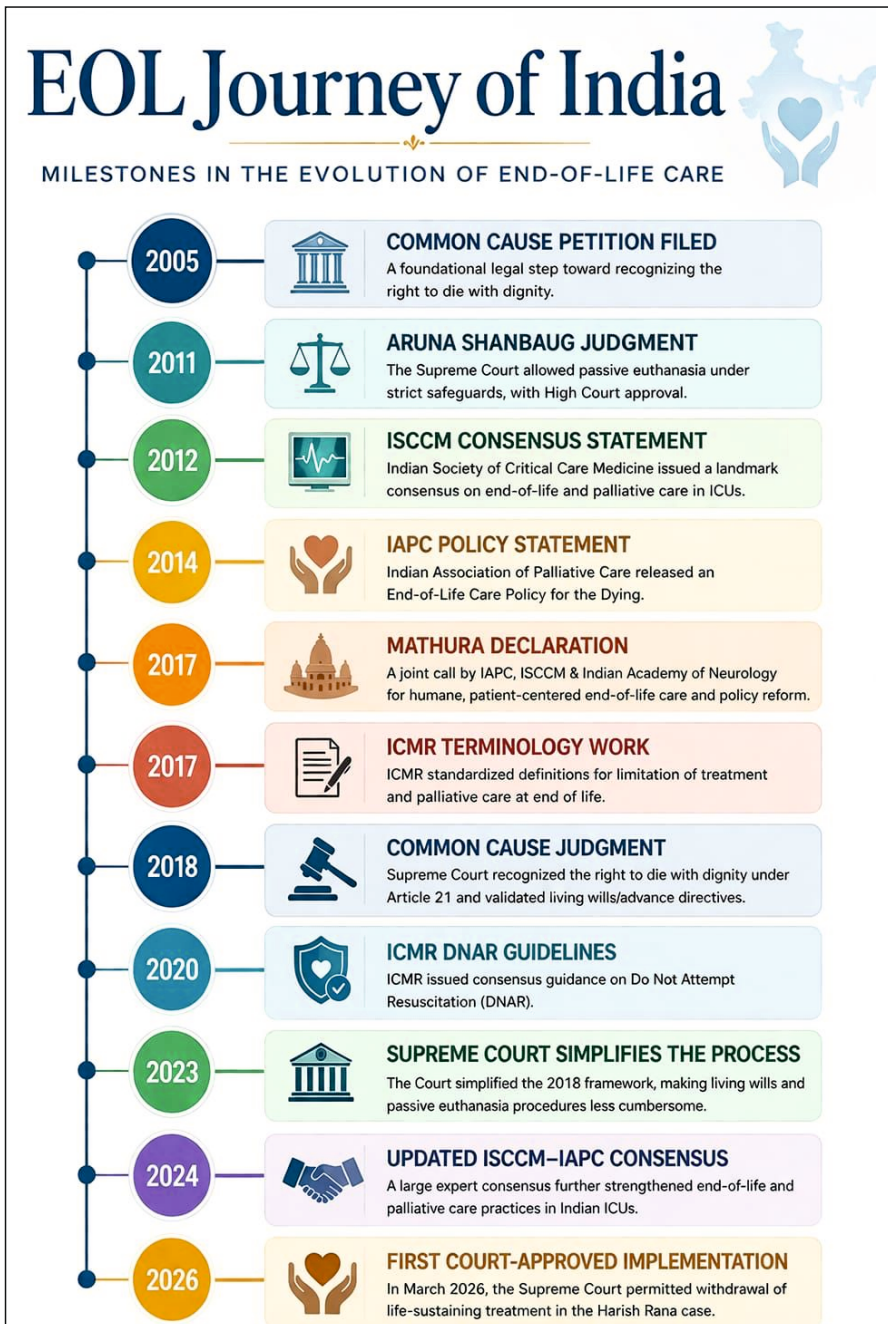 EOL Journey of India
MILESTONES IN THE EVOLUTION OF END-OF-LIFE CARE
2005
COMMON CAUSE PETITION FILED
A foundational legal step toward recognizing the
right to die with dignity.
2011
ARUNA SHANBAUG JUDGMENT
The Supreme Court allowed passive euthanasia under
strict safeguards, with High Court approval.
2012
ISCCM CONSENSUS STATEMENT
Indian Society of Critical Care Medicine issued a landmark
consensus on end-of-life and palliative care in ICUs.
2014
IAPC POLICY STATEMENT
Indian Association of Palliative Care released an
End-of-Life Care Policy for the Dying.
2017
MATHURA DECLARATION
A joint call by IAPC, ISCCM & Indian Academy of Neurology
for humane, patient-centered end-of-life care and policy reform.
2017
ICMR TERMINOLOGY WORK
ICMR standardized definitions for limitation of treatment
and palliative care at end of life.
2018
COMMON CAUSE JUDGMENT
Supreme Court recognized the right to die with dignity under
Article 21 and validated living wills/advance directives.
2020
ICMR DNAR GUIDELINES
ICMR issued consensus guidance on Do Not Attempt
Resuscitation (DNAR).
2023
SUPREME COURT SIMPLIFIES THE PROCESS
The Court simplified the 2018 framework, making living wills and
passive euthanasia procedures less cumbersome.
2024
UPDATED ISCCM–IAPC CONSENSUS
A large expert consensus further strengthened end-of-life and
palliative care practices in Indian ICUs.
2026
FIRST COURT-APPROVED IMPLEMENTATION
In March 2026, the Supreme Court permitted withdrawal of
life-sustaining treatment in the Harish Rana case.